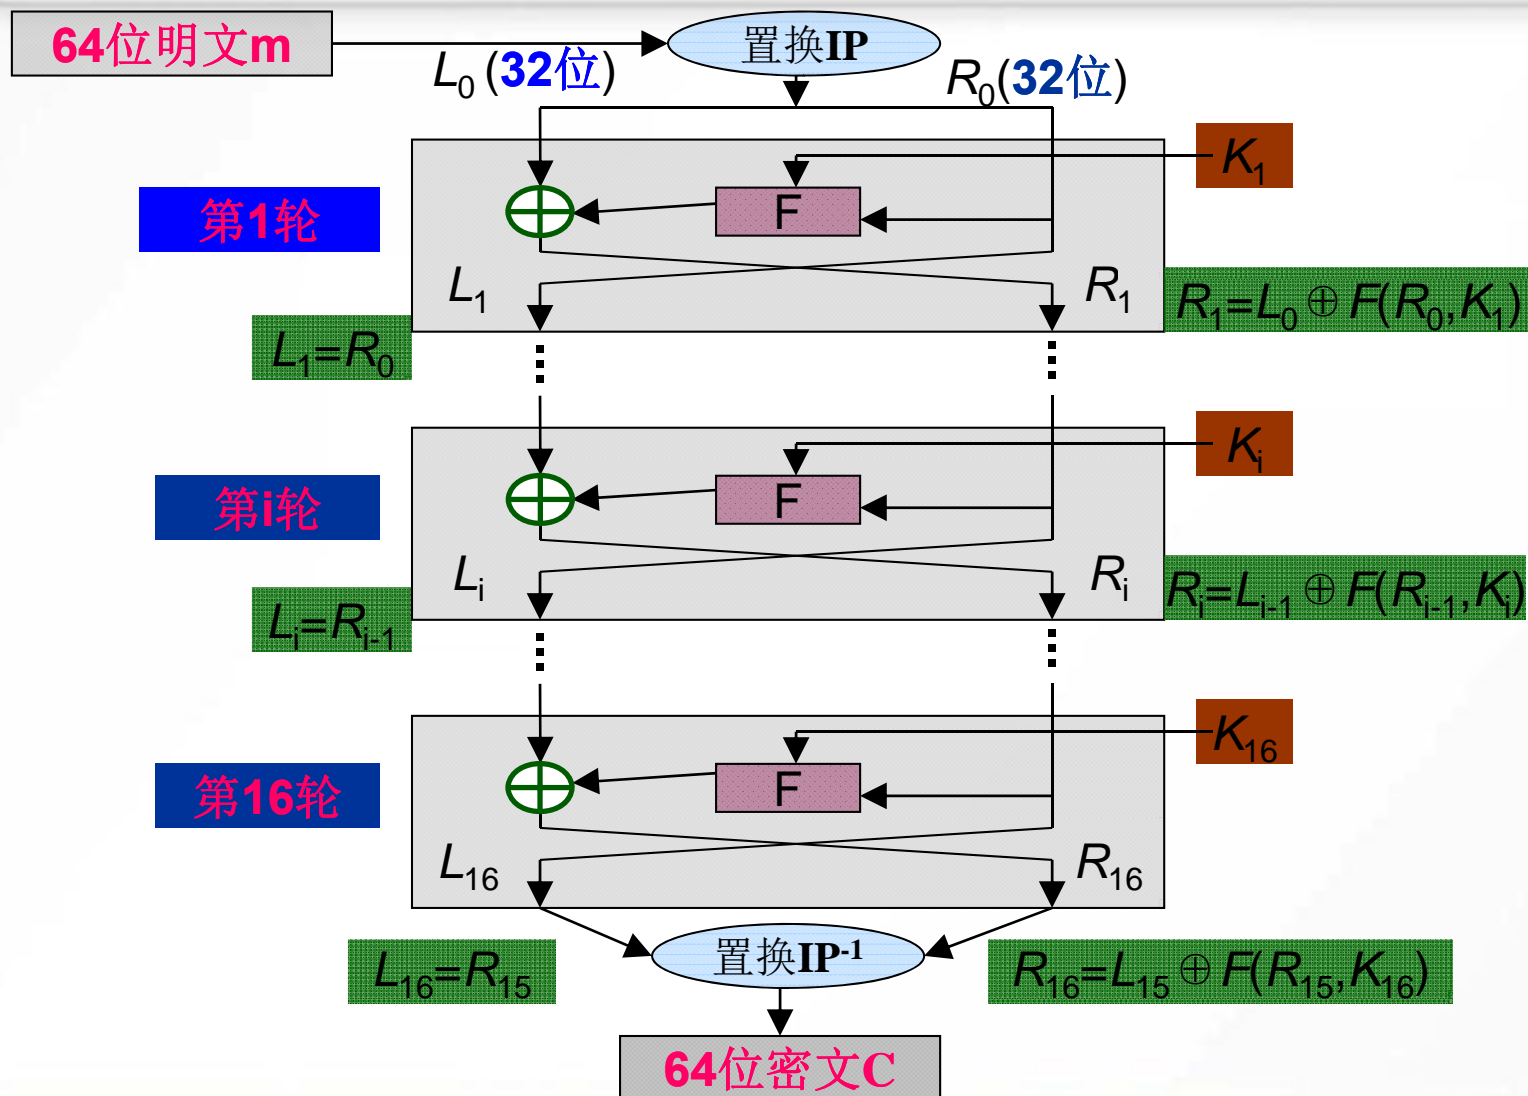 64位明文m
置换IP
L0 (32位)
R0(32位)
K1
第1轮
F
L1
R1
R1=L0⊕F(R0,K1)
L1=R0
Ki
第i轮
F
Li
Ri
Ri=Li-1⊕F(Ri-1,Ki)
Li=Ri-1
K16
第16轮
F
L16
R16
置换IP-1
L16=R15
R16=L15⊕F(R15,K16)
64位密文C